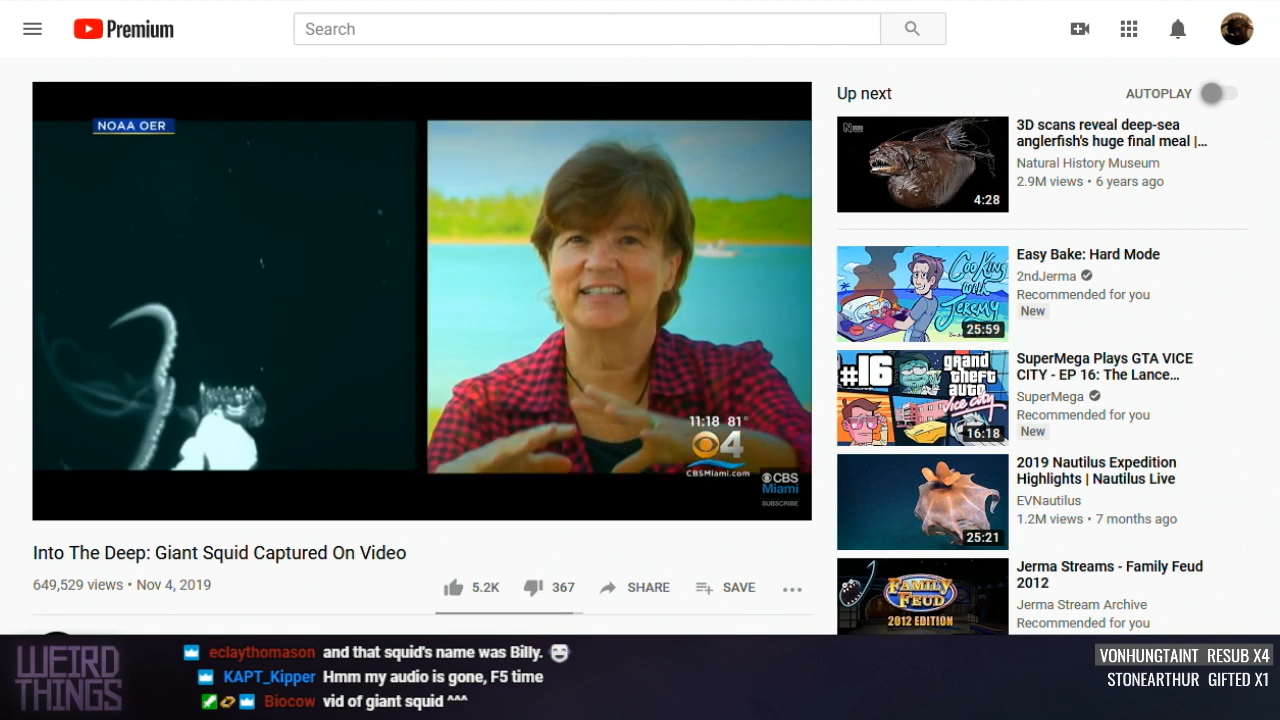 Premium
Search
NOAA OER
11:18 81°
4
CBSMiami.com
CBS
Miami
SUBSCRIBE
Into The Deep: Giant Squid Captured On Video
649,529 views • Nov 4, 2019
5.2K
367
SHARE
SAVE
Up next
AUTOPLAY
4:28
3D scans reveal deep-sea
anglerfish's huge final meal |...
Natural History Museum
2.9M views • 6 years ago
COOKING
with
JEREMY
25:59
Easy Bake: Hard Mode
2ndJerma
Recommended for you
New
#16
grand
theft
auto
vice city
16:18
SuperMega Plays GTA VICE
CITY - EP 16: The Lance...
SuperMega
Recommended for you
New
25:21
2019 Nautilus Expedition
Highlights | Nautilus Live
EVNautilus
1.2M views • 7 months ago
FAMILY
FEUD
2012 EDITION
Jerma Streams - Family Feud
2012
Jerma Stream Archive
Recommended for you
WEIRD
THINGS
eclaythomason and that squid's name was Billy.
KAPT_Kipper Hmm my audio is gone, F5 time
Biocow vid of giant squid ^^^
VONHUNGTAINT RESUB X4
STONEARTHUR GIFTED X1